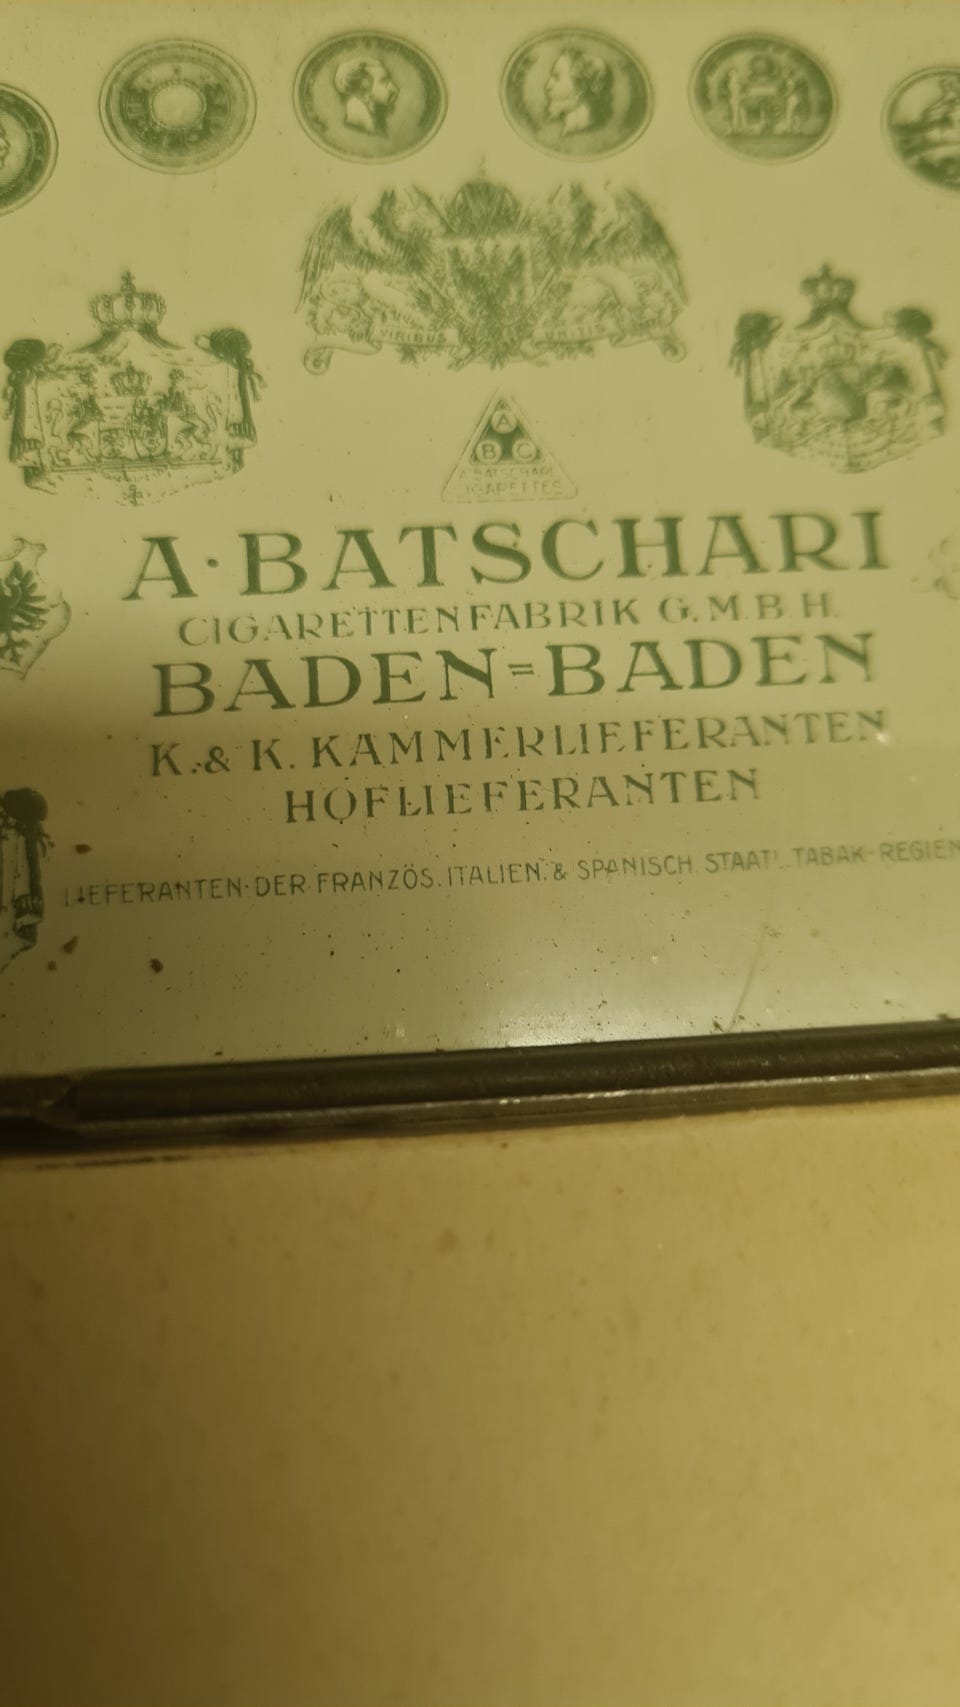 VIRIBUS UNITIS
A
B C
A. BATSCHARI
CIGARETTES
A·BATSCHARI
CIGARETTENFABRIK G.M.B.H.
BADEN=BADEN
K. & K. KAMMERLIEFERANTEN
HOFLIEFERANTEN
LIEFERANTEN·DER·FRANZÖS. ITALIEN. & SPANISCH. STAATL. TABAK-REGIEN